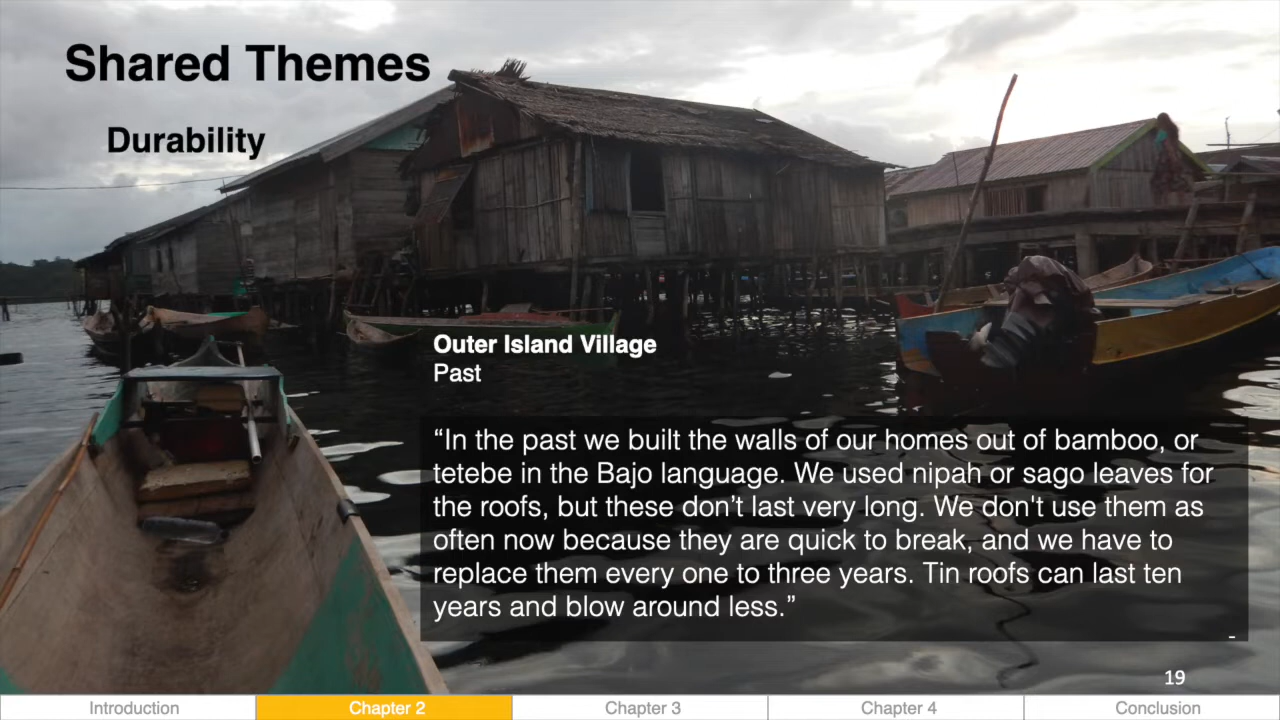 Shared Themes
Durability
Outer Island Village
Past
“In the past we built the walls of our homes out of bamboo, or
tetebe in the Bajo language. We used nipah or sago leaves for
the roofs, but these don’t last very long. We don't use them as
often now because they are quick to break, and we have to
replace them every one to three years. Tin roofs can last ten
years and blow around less.”
-
19
Introduction
Chapter 2
Chapter 3
Chapter 4
Conclusion